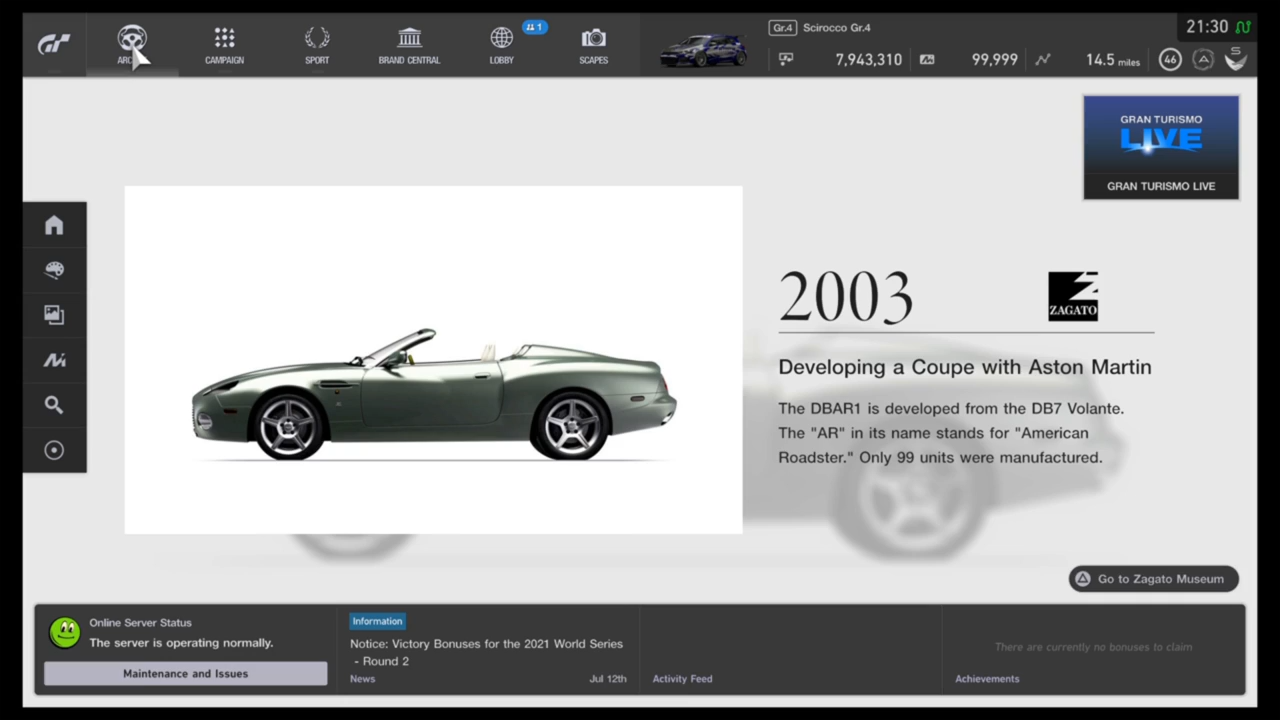 GT
ARC
CAMPAIGN
SPORT
BRAND CENTRAL
1
LOBBY
SCAPES
Gr.4 Scirocco Gr.4
7,943,310
99,999
14.5 miles
46
A
S
21:30
GRAN TURISMO
LIVE
GRAN TURISMO LIVE
2003
Z
ZAGATO
Developing a Coupe with Aston Martin
The DBAR1 is developed from the DB7 Volante.
The "AR" in its name stands for "American
Roadster." Only 99 units were manufactured.
Go to Zagato Museum
Online Server Status
The server is operating normally.
Maintenance and Issues
Information
Notice: Victory Bonuses for the 2021 World Series
- Round 2
News
Jul 12th
Activity Feed
There are currently no bonuses to claim
Achievements